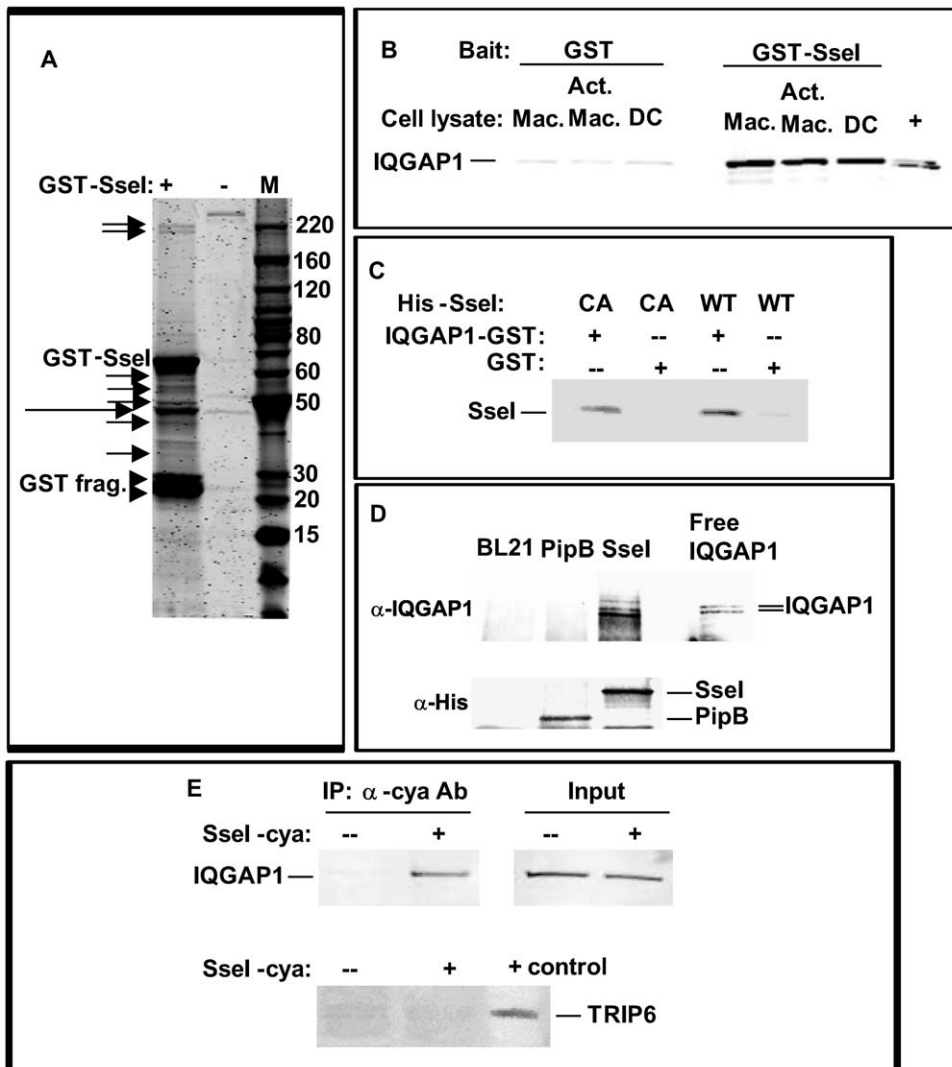 A
GST-SseI: + - M
220
160
120
80
GST-SseI
60
50
30
GST frag.
20
15
B Bait: GST GST-SseI
Act. Act.
Cell lysate: Mac. Mac. DC Mac. Mac. DC +
IQGAP1
C
His-SseI: CA CA WT WT
IQGAP1-GST: + -- + --
GST: -- + -- +
SseI
D
BL21 PipB SseI Free IQGAP1
α-IQGAP1 IQGAP1
α-His SseI
PipB
E IP: α-cya Ab Input
SseI-cya: -- + -- +
IQGAP1
SseI-cya: -- + + control
TRIP6